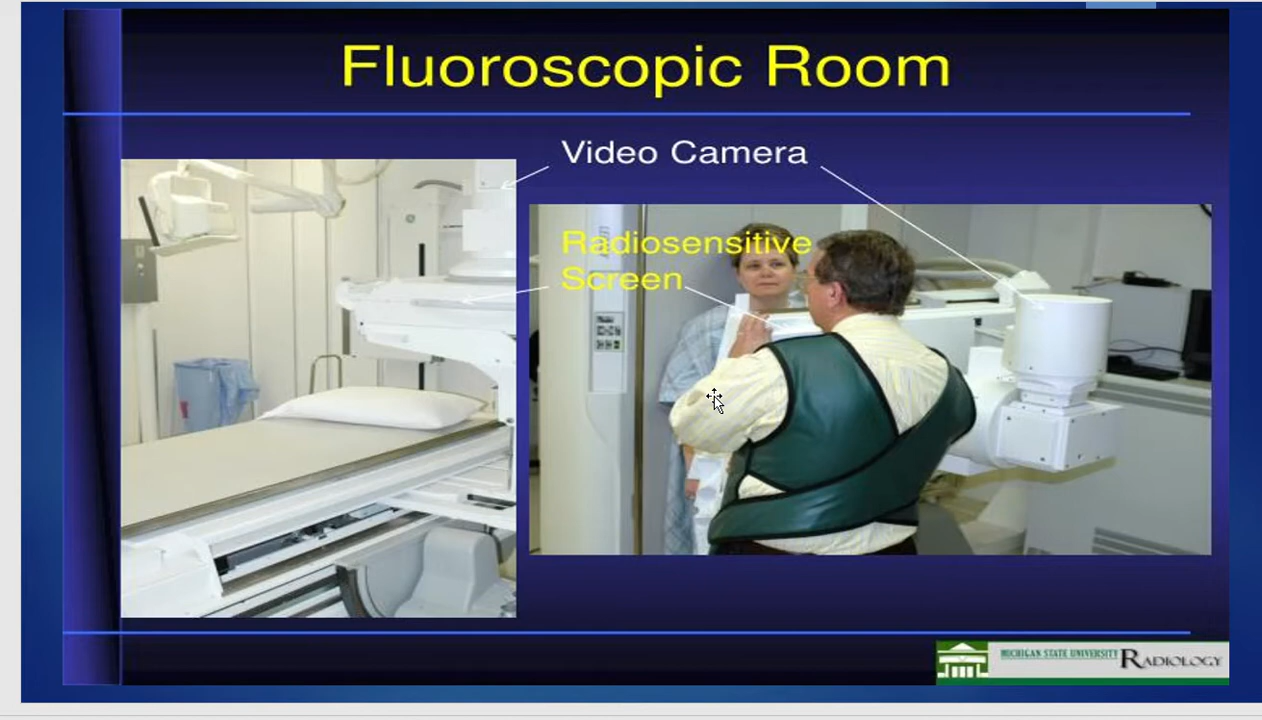 Fluoroscopic Room
Video Camera
Radiosensitive
Screen
MICHIGAN STATE UNIVERSITY
RADIOLOGY